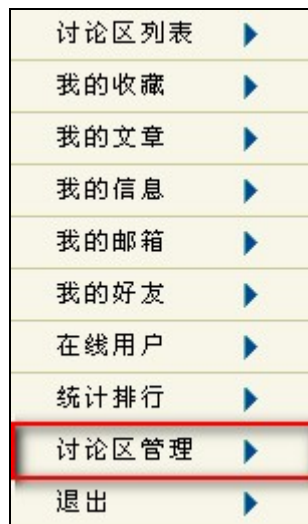 讨论区列表
我的收藏
我的文章
我的信息
我的邮箱
我的好友
在线用户
统计排行
讨论区管理
退出